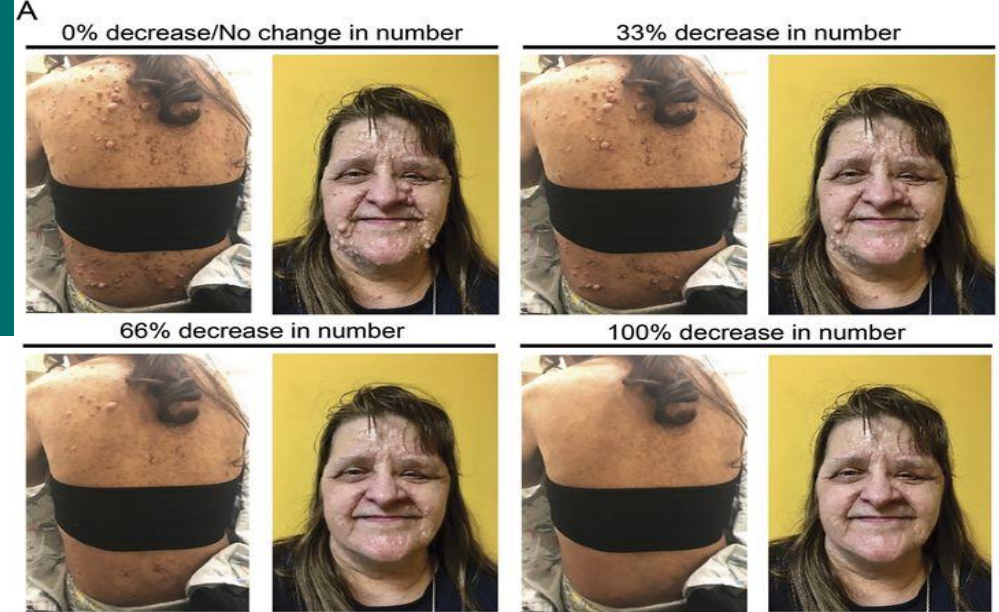 A
0% decrease/No change in number
33% decrease in number
66% decrease in number
100% decrease in number